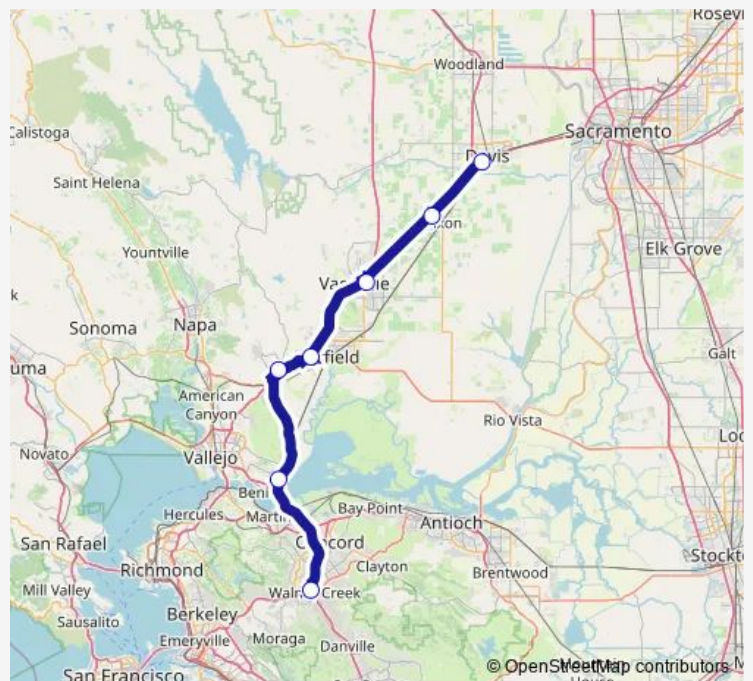 Rosevi
Woodland
Calistoga
Sacramento
Davis
Saint Helena
Elk Grove
Yountville
Napa
Sonoma
Galt
American
Canyon
Rio Vista
Vallejo
Novato
Hercules
Bay Point
Antioch
San Rafael
Concord
Richmond
Clayton
Brentwood
Mill Valley
Berkeley
Sausalito
Emeryville
Moraga
Danville
San Francisco
© OpenStreetMap contributors